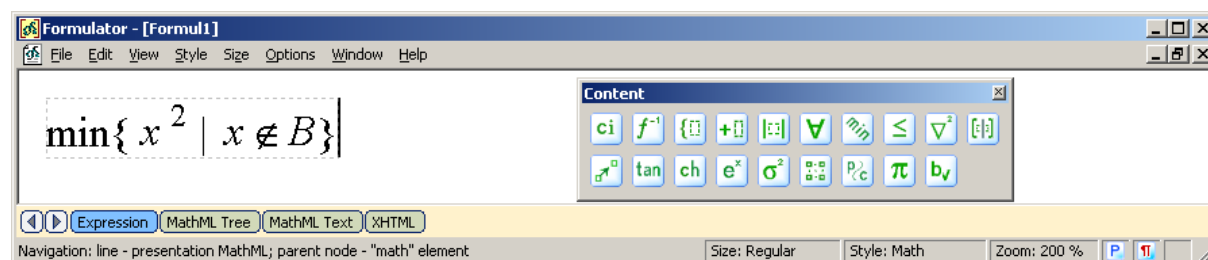 Formulator - [Formul1]
File Edit View Style Size Options Window Help
min{ x² | x ∉ B}
Content
ci f⁻¹ {[] +[] |[]| ∀ min ≤ ∇² [[]|[]]
tan ch eˣ σ² P/C π b
Expression MathML Tree MathML Text XHTML
Navigation: line - presentation MathML; parent node - "math" element Size: Regular Style: Math Zoom: 200 % P ¶